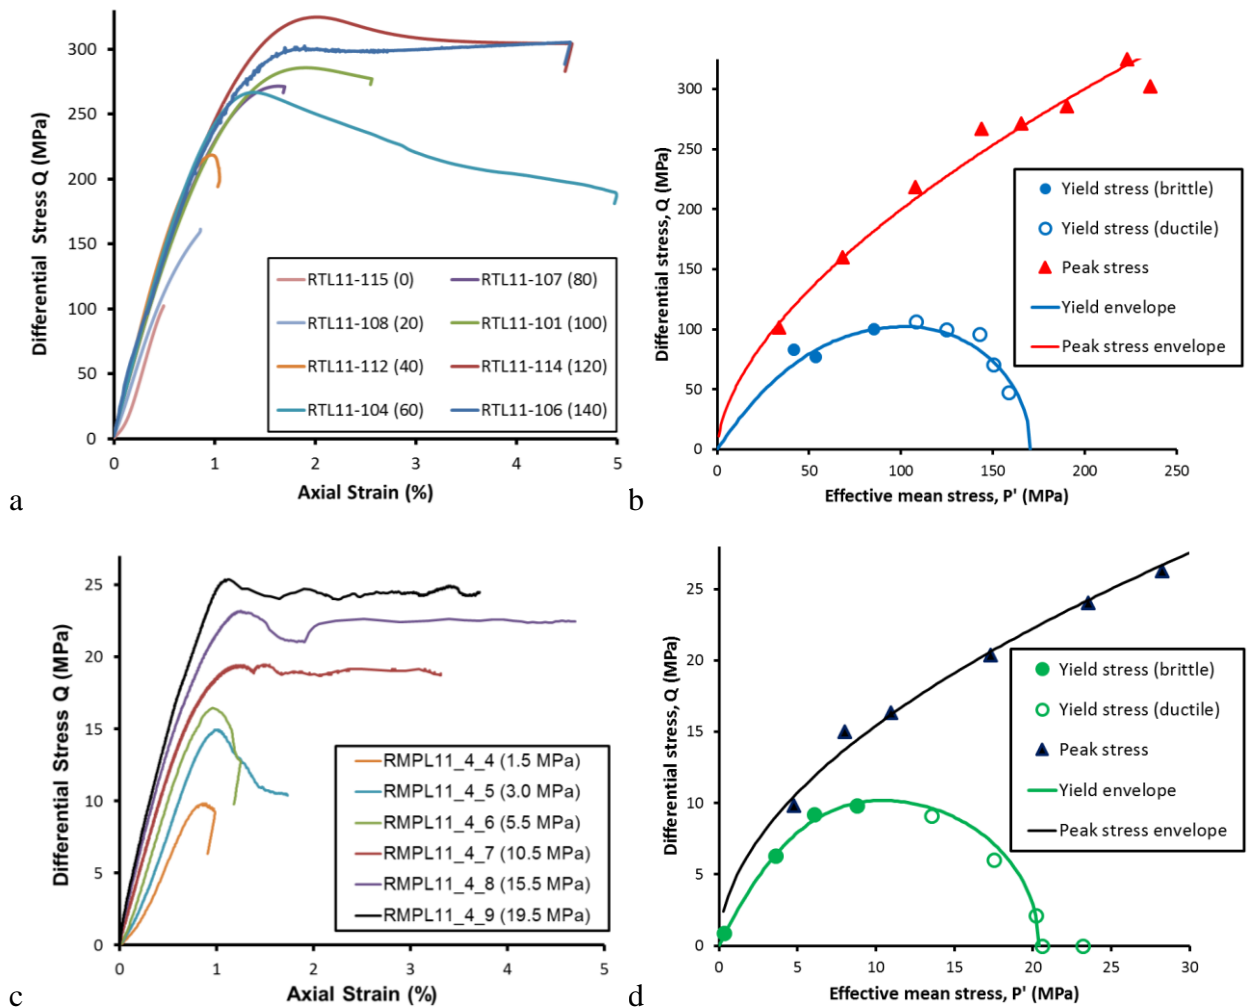 300
250
200
150
100
50
0
Differential Stress Q (MPa)
RTL11-115 (0)
RTL11-107 (80)
RTL11-108 (20)
RTL11-101 (100)
RTL11-112 (40)
RTL11-114 (120)
RTL11-104 (60)
RTL11-106 (140)
0 1 2 3 4 5
Axial Strain (%)
a
300
250
200
150
100
50
0
Differential stress, Q (MPa)
Yield stress (brittle)
Yield stress (ductile)
Peak stress
Yield envelope
Peak stress envelope
0 50 100 150 200 250
Effective mean stress, P' (MPa)
b
25
20
15
10
5
0
Differential Stress Q (MPa)
RMPL11_4_4 (1.5 MPa)
RMPL11_4_5 (3.0 MPa)
RMPL11_4_6 (5.5 MPa)
RMPL11_4_7 (10.5 MPa)
RMPL11_4_8 (15.5 MPa)
RMPL11_4_9 (19.5 MPa)
0 1 2 3 4 5
Axial Strain (%)
c
25
20
15
10
5
0
Differential stress, Q (MPa)
Yield stress (brittle)
Yield stress (ductile)
Peak stress
Yield envelope
Peak stress envelope
0 5 10 15 20 25 30
Effective mean stress, P' (MPa)
d